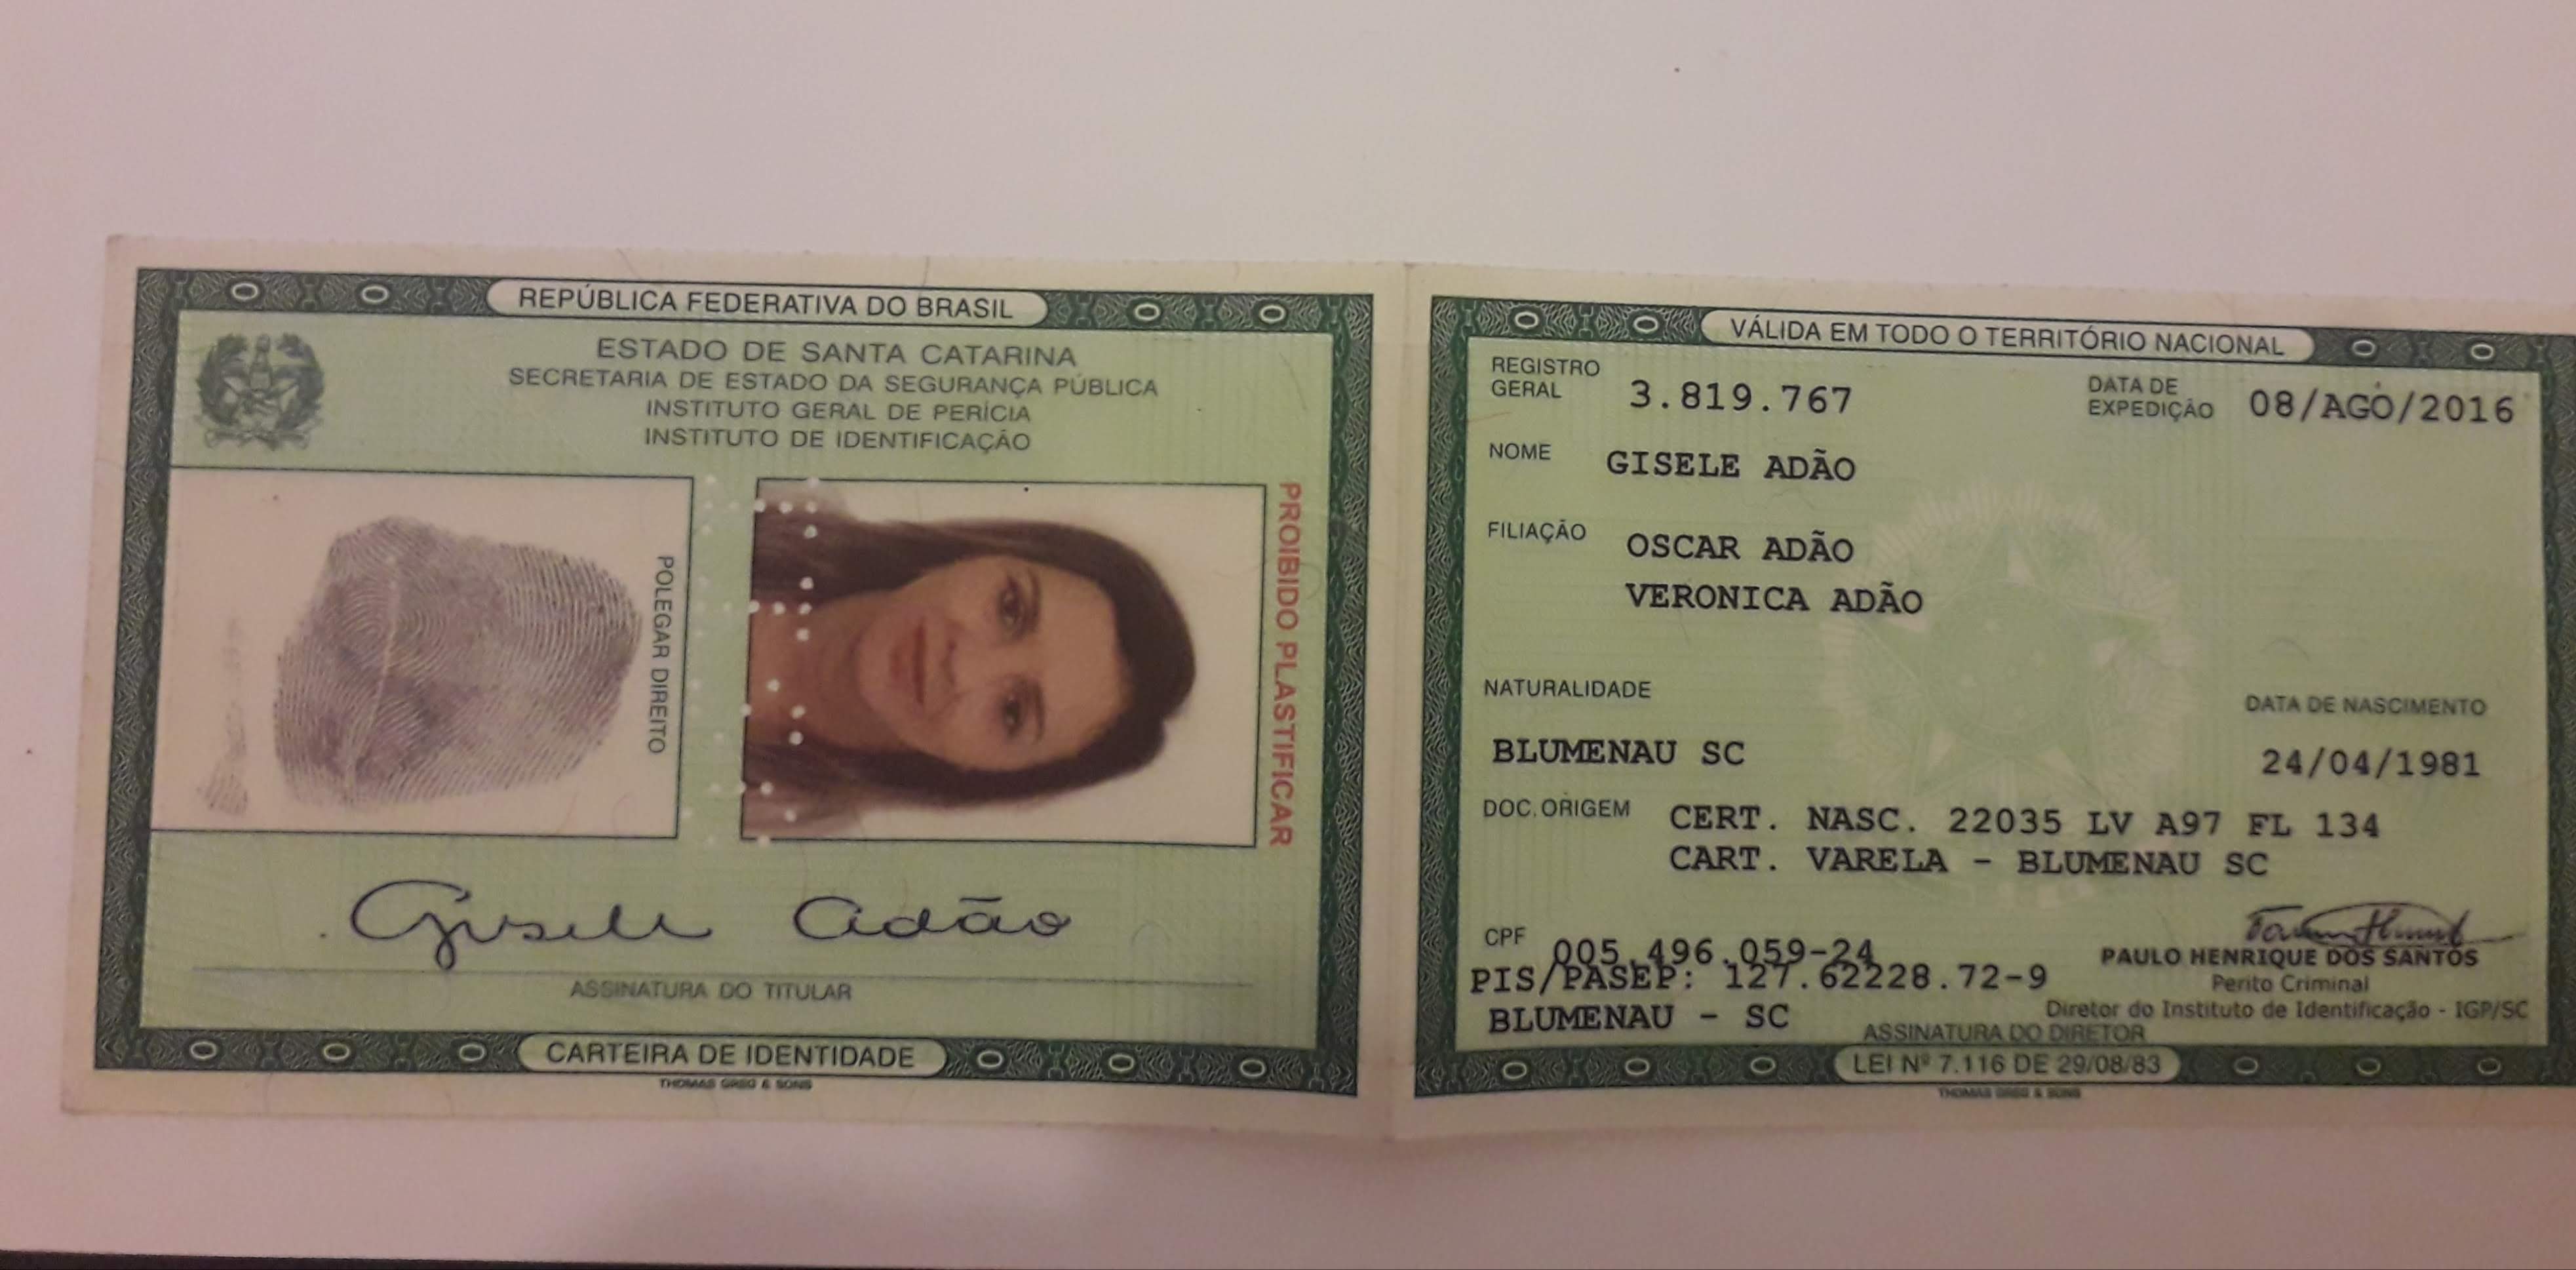 REPÚBLICA FEDERATIVA DO BRASIL
ESTADO DE SANTA CATARINA
SECRETARIA DE ESTADO DA SEGURANÇA PÚBLICA
INSTITUTO GERAL DE PERÍCIA
INSTITUTO DE IDENTIFICAÇÃO
POLEGAR DIREITO
PROIBIDO PLASTIFICAR
Gisele Adão
ASSINATURA DO TITULAR
CARTEIRA DE IDENTIDADE
THOMAS GREG & SONS
VÁLIDA EM TODO O TERRITÓRIO NACIONAL
REGISTRO GERAL 3.819.767 DATA DE EXPEDIÇÃO 08/AGO/2016
NOME GISELE ADÃO
FILIAÇÃO OSCAR ADÃO
VERONICA ADÃO
NATURALIDADE DATA DE NASCIMENTO
BLUMENAU SC 24/04/1981
DOC. ORIGEM CERT. NASC. 22035 LV A97 FL 134
CART. VARELA - BLUMENAU SC
CPF 005.496.059-24
PIS/PASEP: 127.62228.72-9
BLUMENAU - SC
PAULO HENRIQUE DOS SANTOS
Perito Criminal
Diretor do Instituto de Identificação - IGP/SC
ASSINATURA DO DIRETOR
LEI Nº 7.116 DE 29/08/83
THOMAS GREG & SONS